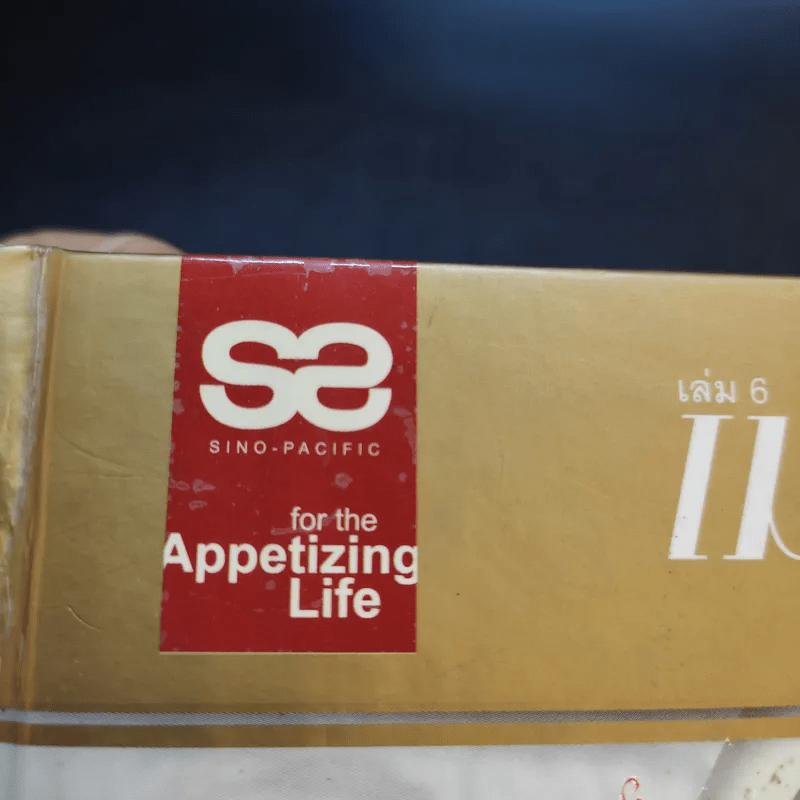 SINO-PACIFIC
for the
Appetizing
Life
เล่ม 6